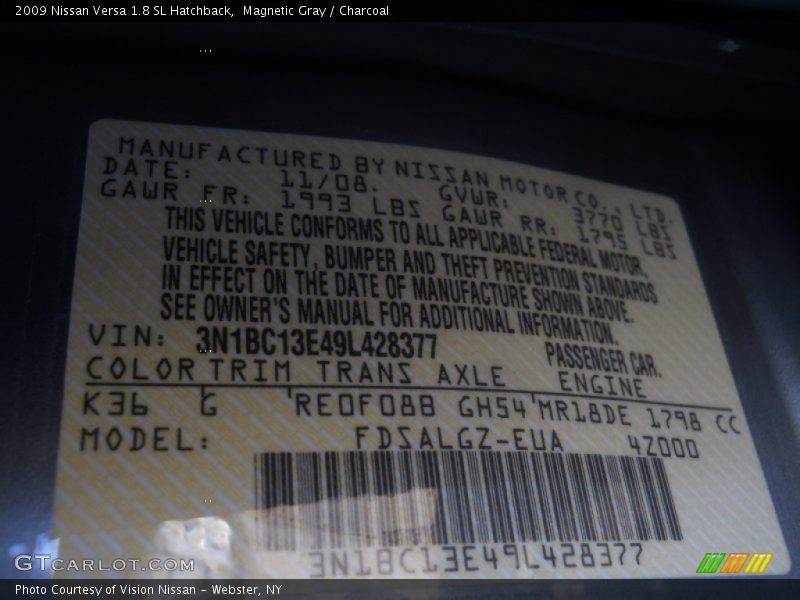 2009 Nissan Versa 1.8 SL Hatchback,  Magnetic Gray / Charcoal
MANUFACTURED BY NISSAN MOTOR CO., LTD.
DATE: 11/08. GVWR: 3770 LBS
GAWR FR: 1993 LBS GAWR RR: 1795 LBS
THIS VEHICLE CONFORMS TO ALL APPLICABLE FEDERAL MOTOR
VEHICLE SAFETY, BUMPER AND THEFT PREVENTION STANDARDS
IN EFFECT ON THE DATE OF MANUFACTURE SHOWN ABOVE.
SEE OWNER'S MANUAL FOR ADDITIONAL INFORMATION.
VIN: 3N1BC13E49L428377 PASSENGER CAR.
COLOR TRIM TRANS AXLE ENGINE
K36 G RE0F08B GH54 MR18DE 1798 CC
MODEL: FDSALGZ-EUA 4Z000
3N1BC13E49L428377
GTCARLOT.COM
Photo Courtesy of Vision Nissan - Webster, NY